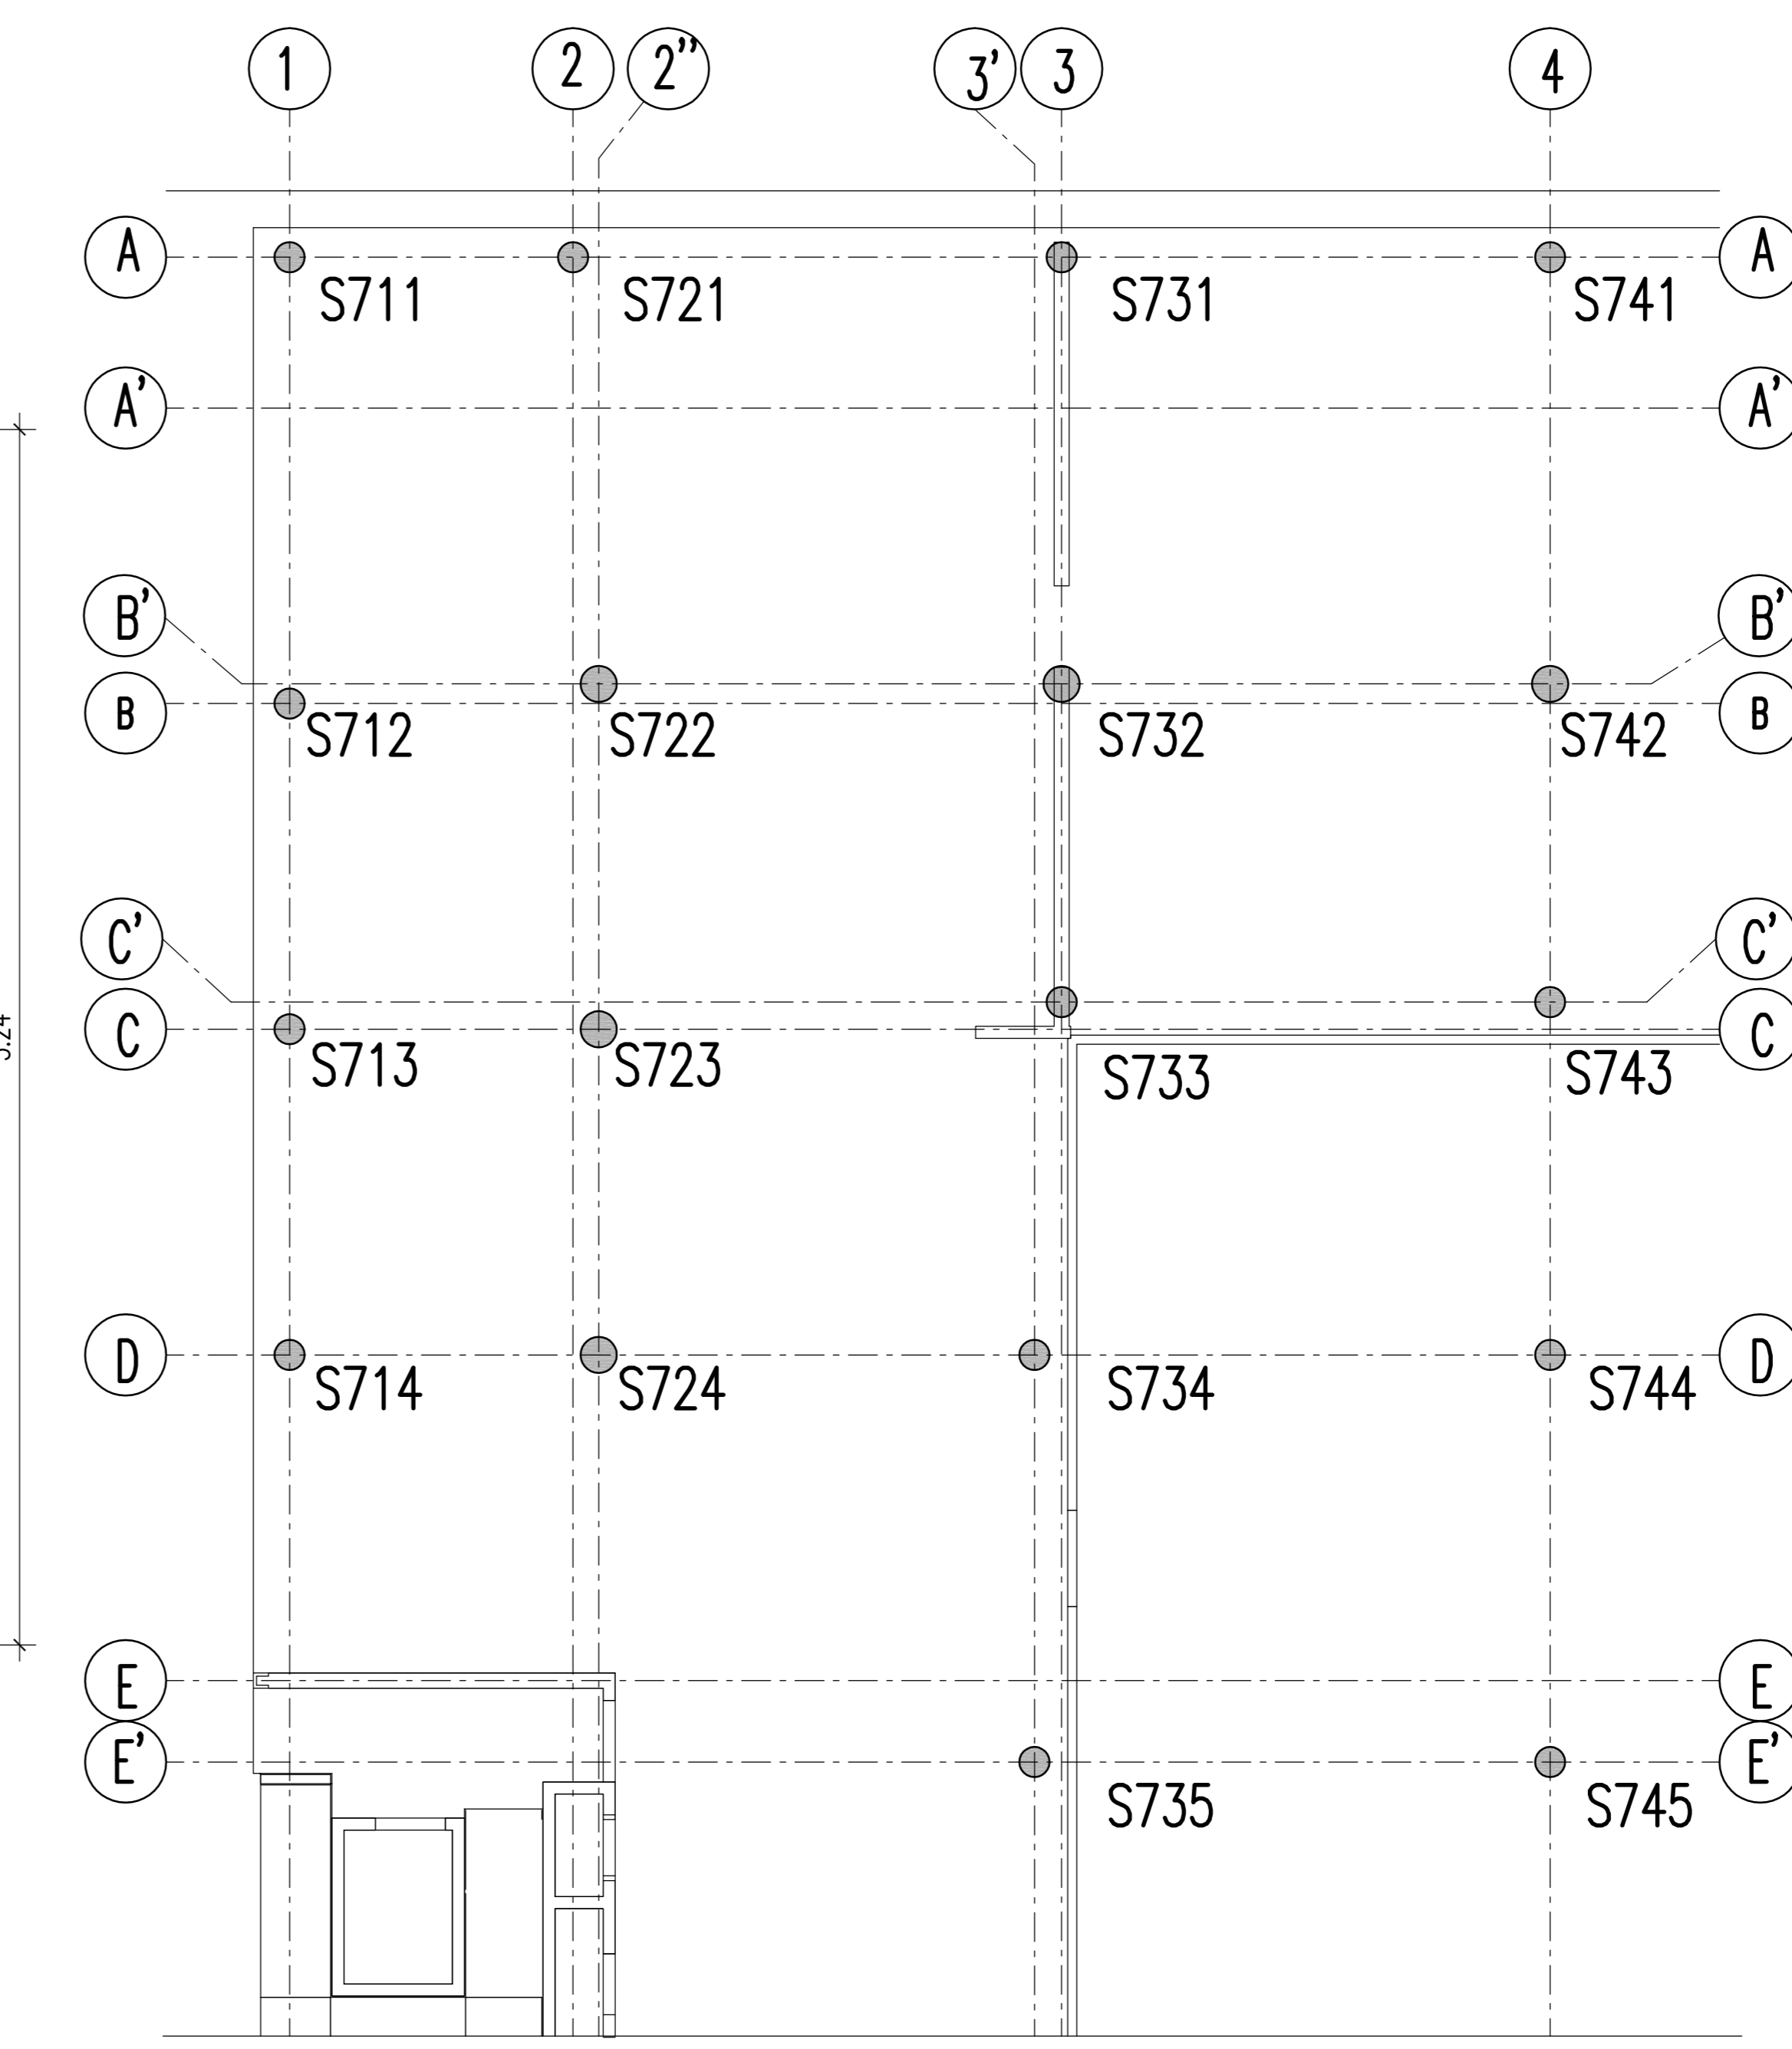 1 2 2" 3' 3 4
A A
S711 S721 S731 S741
A' A'
B' B'
B B
S712 S722 S732 S742
C' C'
C C
S713 S723 S733 S743
D D
S714 S724 S734 S744
E E
E' E'
S735 S745